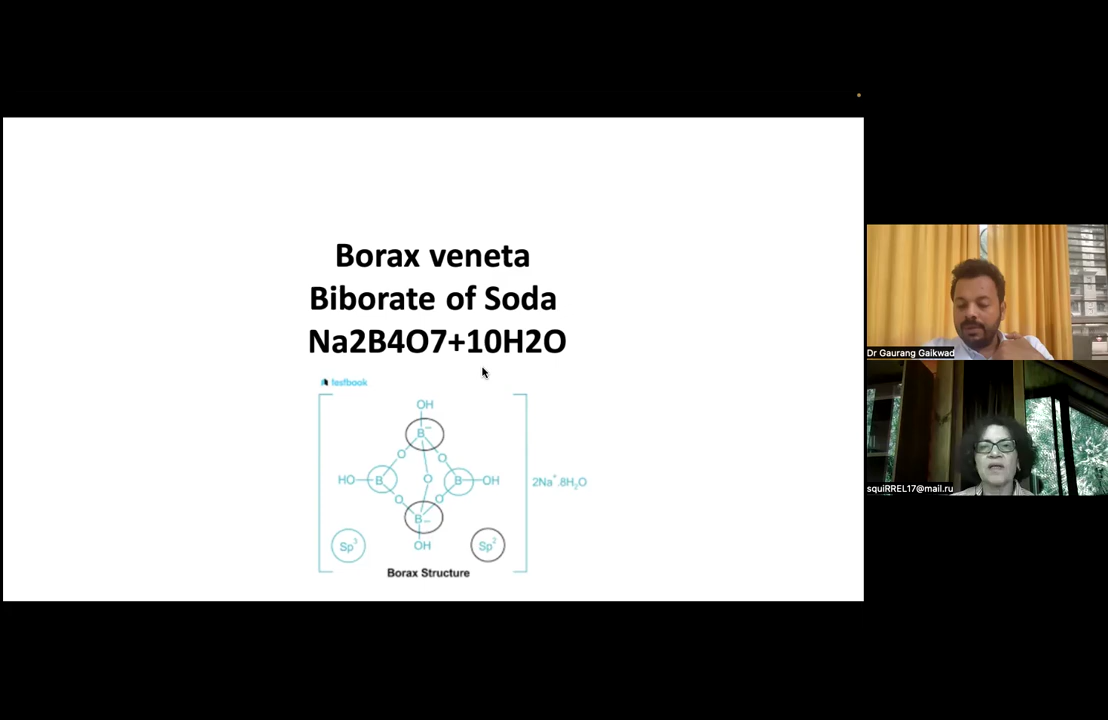 Borax veneta
Biborate of Soda
Na2B4O7+10H2O
testbook
OH
B−
O O
HO B O B OH
2Na⁺.8H₂O
O O
B−
OH
Sp³ Sp²
Borax Structure
Dr Gaurang Gaikwad
squiRREL17@mail.ru